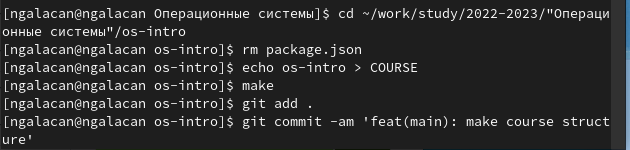 [ngalacan@ngalacan Операционные системы]$ cd ~/work/study/2022-2023/"Операци
онные системы"/os-intro
[ngalacan@ngalacan os-intro]$ rm package.json
[ngalacan@ngalacan os-intro]$ echo os-intro > COURSE
[ngalacan@ngalacan os-intro]$ make
[ngalacan@ngalacan os-intro]$ git add .
[ngalacan@ngalacan os-intro]$ git commit -am 'feat(main): make course struct
ure'